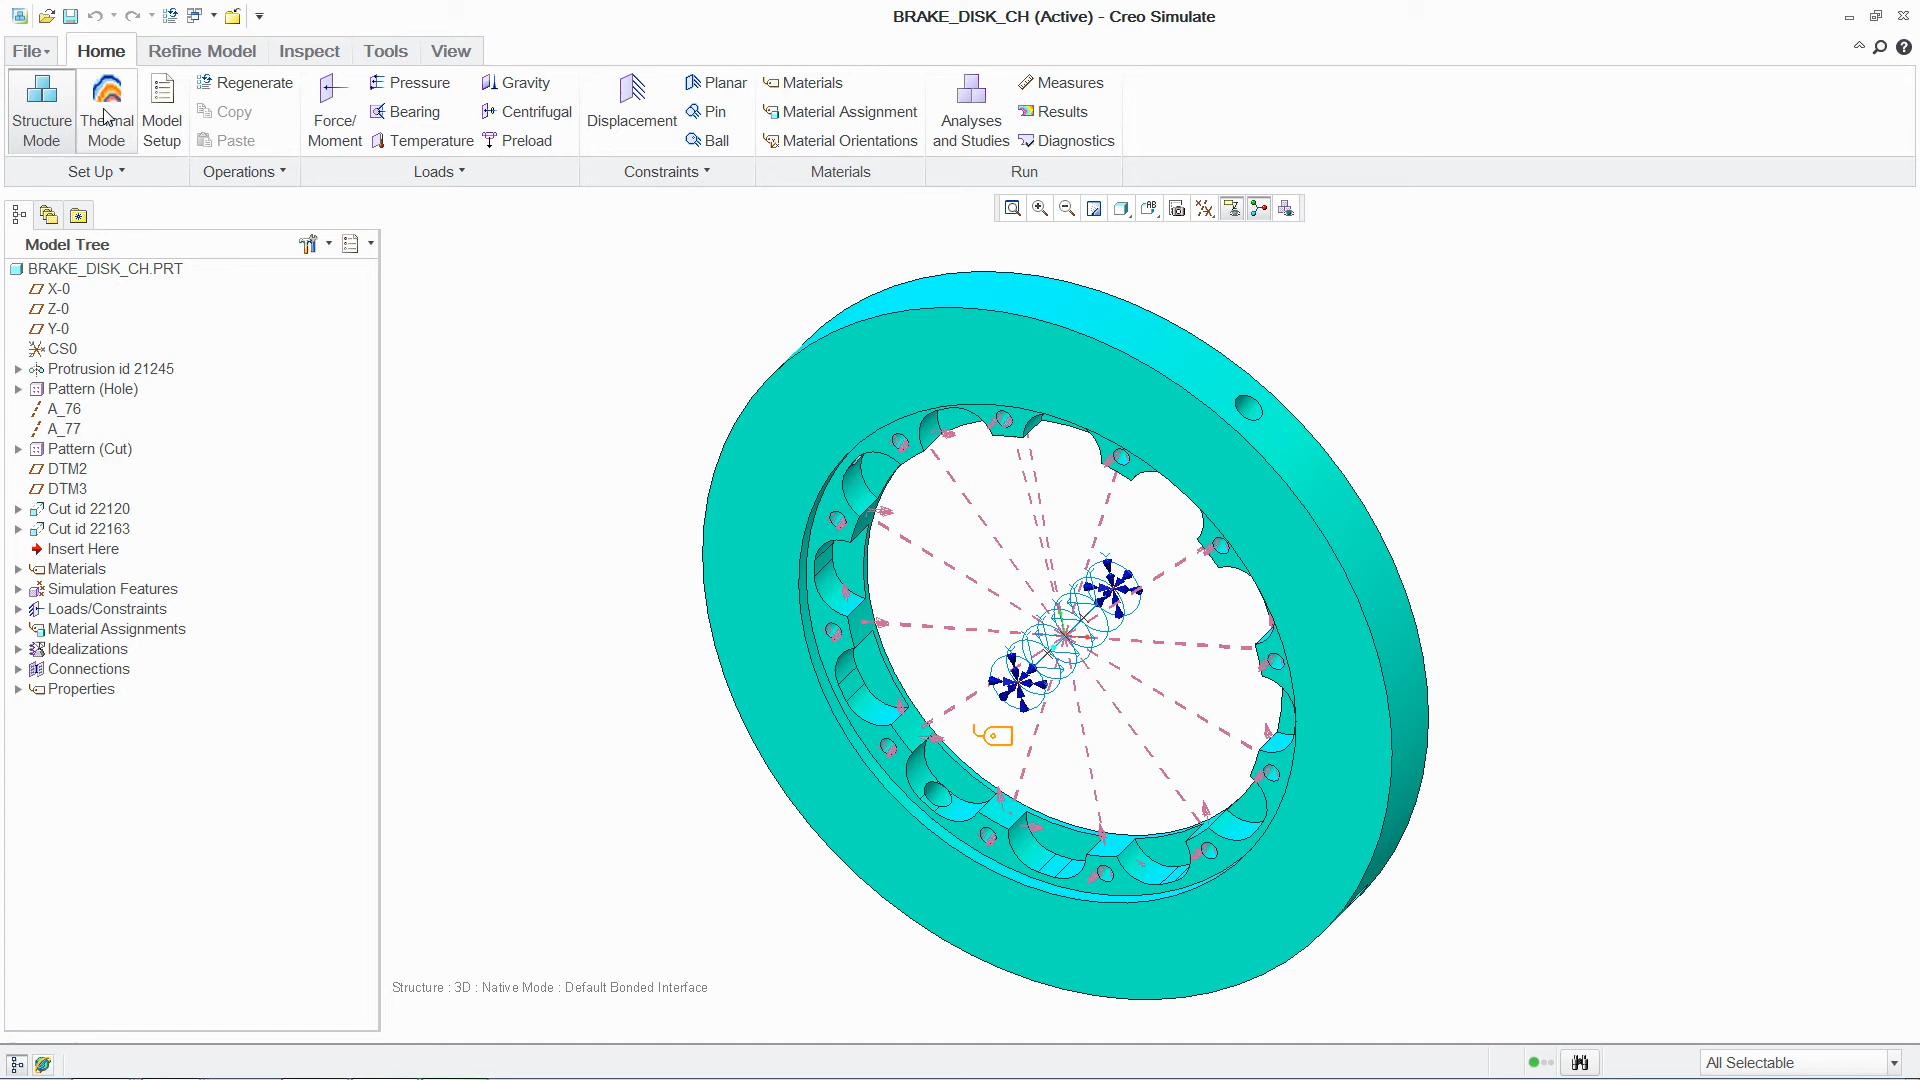 BRAKE_DISK_CH (Active) - Creo Simulate
File Home Refine Model Inspect Tools View
Structure Mode
Thermal Mode
Model Setup
Regenerate
Copy
Paste
Force/ Moment
Pressure
Bearing
Temperature
Gravity
Centrifugal
Preload
Displacement
Planar
Pin
Ball
Materials
Material Assignment
Material Orientations
Analyses and Studies
Measures
Results
Diagnostics
Set Up Operations Loads Constraints Materials Run
Model Tree
BRAKE_DISK_CH.PRT
X-0
Z-0
Y-0
CS0
Protrusion id 21245
Pattern (Hole)
A_76
A_77
Pattern (Cut)
DTM2
DTM3
Cut id 22120
Cut id 22163
Insert Here
Materials
Simulation Features
Loads/Constraints
Material Assignments
Idealizations
Connections
Properties
Structure : 3D : Native Mode : Default Bonded Interface
All Selectable